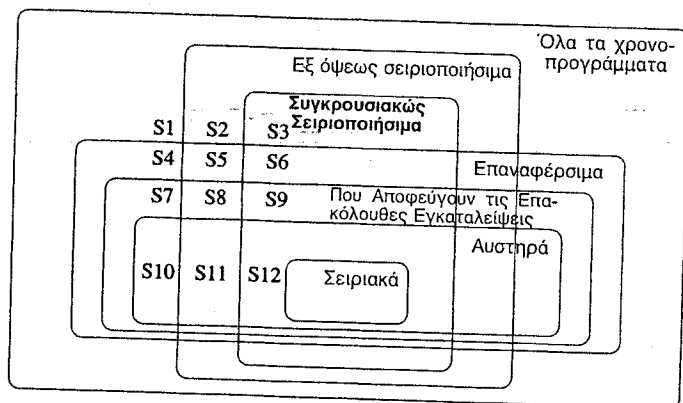 Όλα τα χρονο-
προγράμματα
Εξ όψεως σειριοποιήσιμα
Συγκρουσιακώς
Σειριοποιήσιμα
S1 S2 S3
S4 S5 S6
Επαναφέρσιμα
S7 S8 S9
Που Αποφεύγουν τις Επα-
κόλουθες Εγκαταλείψεις
Αυστηρά
S10 S11 S12
Σειριακά